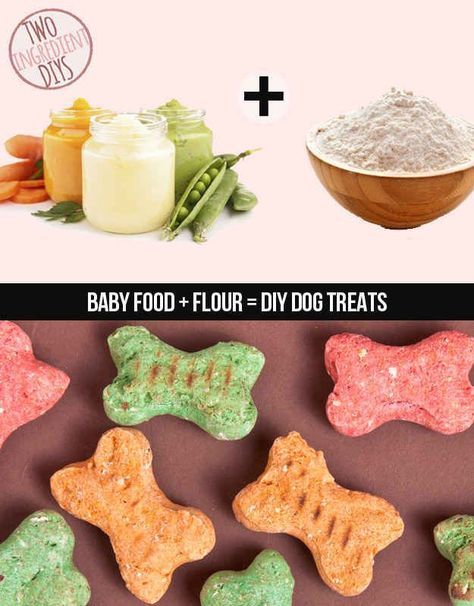 TWO
INGREDIENT
DIYS
BABY FOOD + FLOUR = DIY DOG TREATS